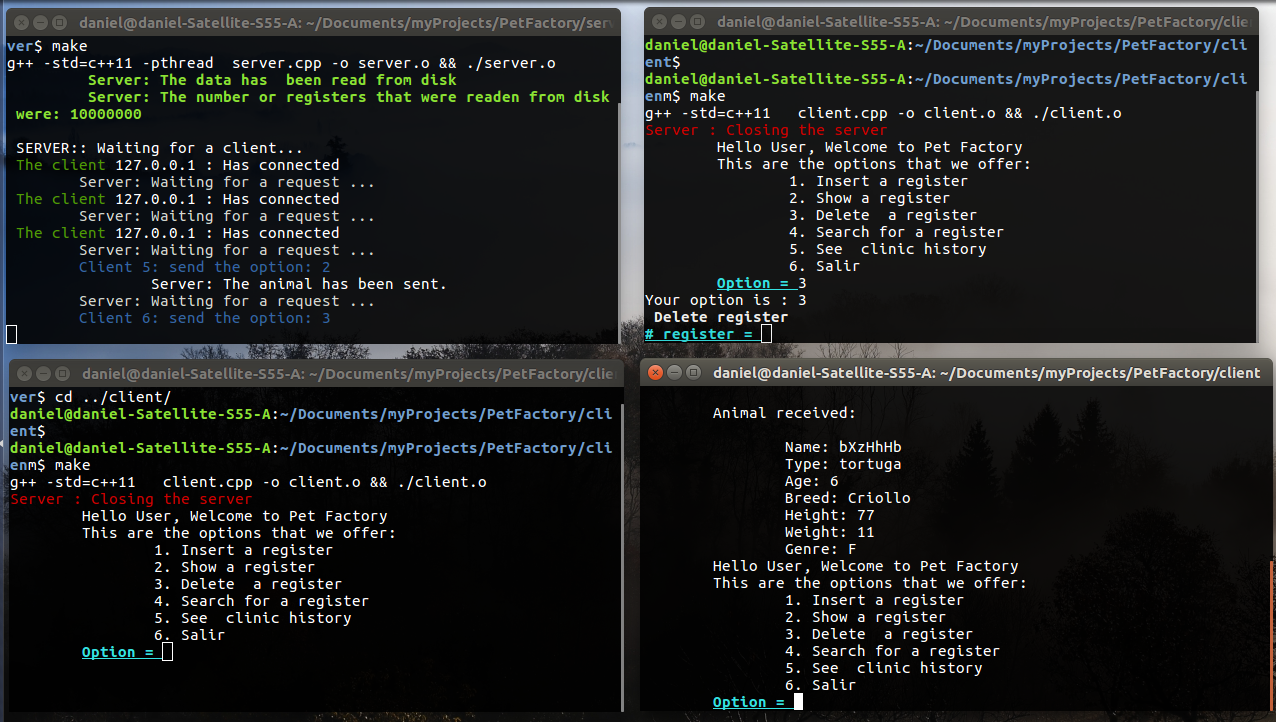 daniel@daniel-Satellite-S55-A: ~/Documents/myProjects/PetFactory/ser
ver$ make
g++ -std=c++11 -pthread  server.cpp -o server.o && ./server.o
Server: The data has  been read from disk
Server: The number or registers that were readen from disk
were: 10000000
SERVER:: Waiting for a client...
The client 127.0.0.1 : Has connected
Server: Waiting for a request ...
The client 127.0.0.1 : Has connected
Server: Waiting for a request ...
The client 127.0.0.1 : Has connected
Server: Waiting for a request ...
Client 5: send the option: 2
Server: The animal has been sent.
Server: Waiting for a request ...
Client 6: send the option: 3
daniel@daniel-Satellite-S55-A: ~/Documents/myProjects/PetFactory/clie
daniel@daniel-Satellite-S55-A:~/Documents/myProjects/PetFactory/cli
ent$
daniel@daniel-Satellite-S55-A:~/Documents/myProjects/PetFactory/cli
enm$ make
g++ -std=c++11   client.cpp -o client.o && ./client.o
Server : Closing the server
Hello User, Welcome to Pet Factory
This are the options that we offer:
1. Insert a register
2. Show a register
3. Delete  a register
4. Search for a register
5. See  clinic history
6. Salir
Option = 3
Your option is : 3
Delete register
# register =
daniel@daniel-Satellite-S55-A: ~/Documents/myProjects/PetFactory/clie
ver$ cd ../client/
daniel@daniel-Satellite-S55-A:~/Documents/myProjects/PetFactory/cli
ent$
daniel@daniel-Satellite-S55-A:~/Documents/myProjects/PetFactory/cli
enm$ make
g++ -std=c++11   client.cpp -o client.o && ./client.o
Server : Closing the server
Hello User, Welcome to Pet Factory
This are the options that we offer:
1. Insert a register
2. Show a register
3. Delete  a register
4. Search for a register
5. See  clinic history
6. Salir
Option =
daniel@daniel-Satellite-S55-A: ~/Documents/myProjects/PetFactory/client
Animal received:
Name: bXzHhHb
Type: tortuga
Age: 6
Breed: Criollo
Height: 77
Weight: 11
Genre: F
Hello User, Welcome to Pet Factory
This are the options that we offer:
1. Insert a register
2. Show a register
3. Delete  a register
4. Search for a register
5. See  clinic history
6. Salir
Option =